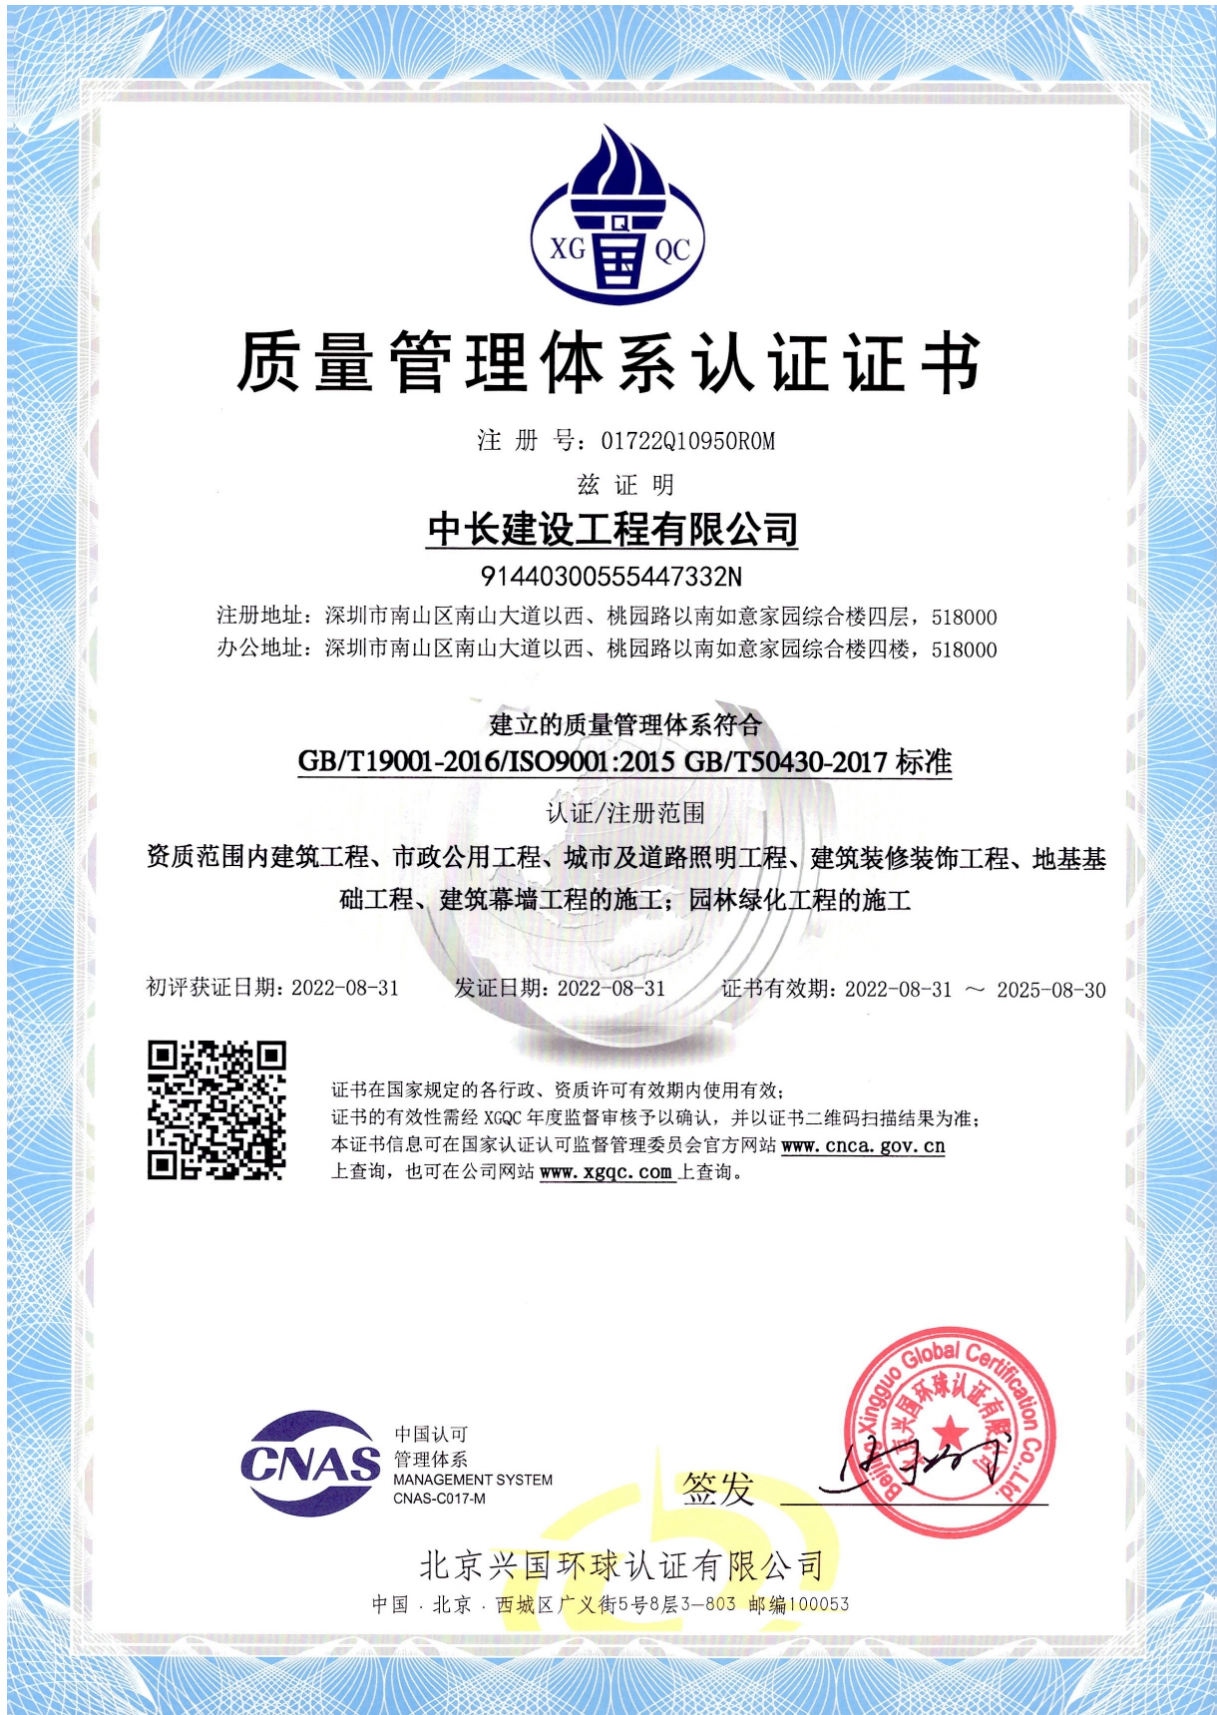 XG Q QC
质量管理体系认证证书
注 册 号: 01722Q10950R0M
兹 证 明
中长建设工程有限公司
91440300555447332N
注册地址: 深圳市南山区南山大道以西、桃园路以南如意家园综合楼四层, 518000
办公地址: 深圳市南山区南山大道以西、桃园路以南如意家园综合楼四楼, 518000
建立的质量管理体系符合
GB/T19001-2016/ISO9001:2015 GB/T50430-2017 标准
认证/注册范围
资质范围内建筑工程、市政公用工程、城市及道路照明工程、建筑装修装饰工程、地基基
础工程、建筑幕墙工程的施工; 园林绿化工程的施工
初评获证日期: 2022-08-31 发证日期: 2022-08-31 证书有效期: 2022-08-31 ～ 2025-08-30
证书在国家规定的各行政、资质许可有效期内使用有效;
证书的有效性需经 XGQC 年度监督审核予以确认, 并以证书二维码扫描结果为准;
本证书信息可在国家认证认可监督管理委员会官方网站 www.cnca.gov.cn
上查询, 也可在公司网站 www.xgqc.com 上查询。
Beijing Xingguo Global Certification Co.,Ltd.
北京兴国环球认证有限公司
CNAS
中国认可
管理体系
MANAGEMENT SYSTEM
CNAS-C017-M
签发
北京兴国环球认证有限公司
中国 · 北京 · 西城区广义街5号8层3—803 邮编100053